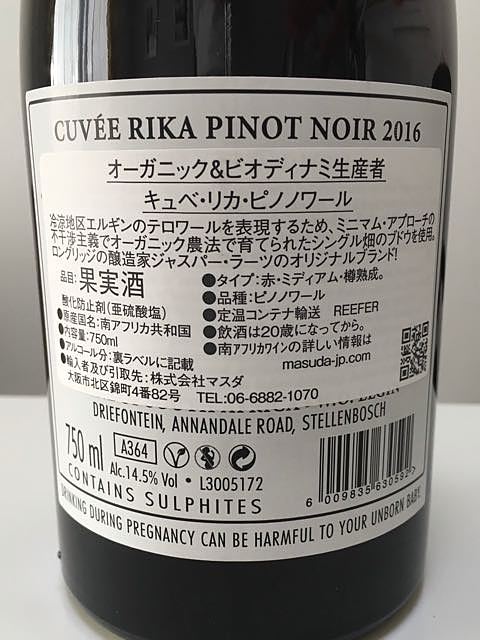 CUVÉE RIKA PINOT NOIR 2016
オーガニック&ビオディナミ生産者
キュベ・リカ・ピノノワール
冷涼地区エルギンのテロワールを表現するため、ミニマム・アプローチの
不干渉主義でオーガニック農法で育てられたシングル畑のブドウを使用。
ロングリッジの醸造家ジャスパー・ラーツのオリジナルブランド!
品目:果実酒
酸化防止剤(亜硫酸塩)
●原産国名:南アフリカ共和国
●内容量:750ml
●アルコール分:裏ラベルに記載
●輸入者及び引取先:株式会社マスダ
大阪市北区錦町4番82号 TEL:06-6882-1070
●タイプ:赤・ミディアム・樽熟成。
●品種:ピノノワール
●定温コンテナ輸送 REEFER
●飲酒は20歳になってから。
●南アフリカワインの詳しい情報は
masuda-jp.com
DRIEFONTEIN, ANNANDALE ROAD, STELLENBOSCH
750 ml A364
Alc.14.5% Vol • L3005172
CONTAINS SULPHITES
6 009835 630592
DRINKING DURING PREGNANCY CAN BE HARMFUL TO YOUR UNBORN BABY